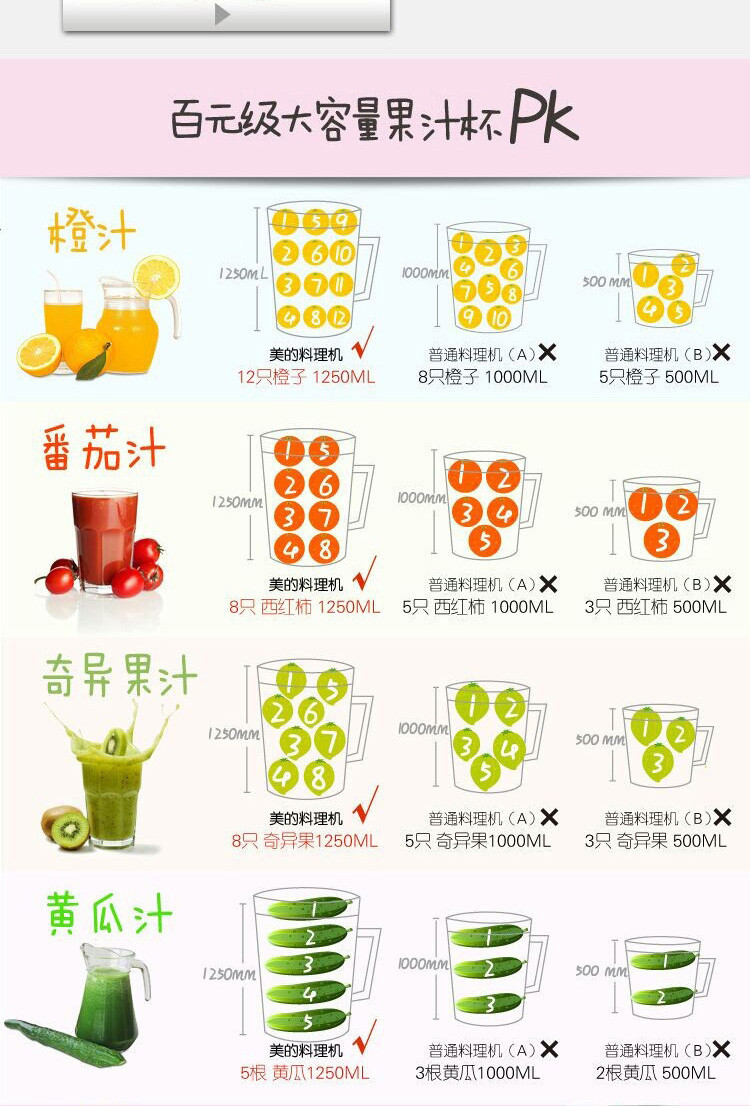 百元级大容量果汁杯PK
橙汁
1 5 9
2 6 10
3 7 11
4 8 12
1250mL
美的料理机
12只橙子 1250ML
1 2 3
4 6
7 5 8
9 10
1000mm
普通料理机（A）
8只橙子 1000ML
1 2
3
4 5
500 mm
普通料理机（B）
5只橙子 500ML
番茄汁
1 5
2 6
3 7
4 8
1250mm
美的料理机
8只 西红柿 1250ML
1 2
3 4
5
1000mm
普通料理机（A）
5只 西红柿 1000ML
1 2
3
500 mm
普通料理机（B）
3只 西红柿 500ML
奇异果汁
1 5
2 6
3 7
4 8
1250mm
美的料理机
8只 奇异果1250ML
1 2
3 4
5
1000mm
普通料理机（A）
5只 奇异果1000ML
1 2
3
500 mm
普通料理机（B）
3只 奇异果 500ML
黄瓜汁
1
2
3
4
5
1250mm
美的料理机
5根 黄瓜1250ML
1
2
3
1000mm
普通料理机（A）
3根黄瓜1000ML
1
2
500 mm
普通料理机（B）
2根黄瓜 500ML